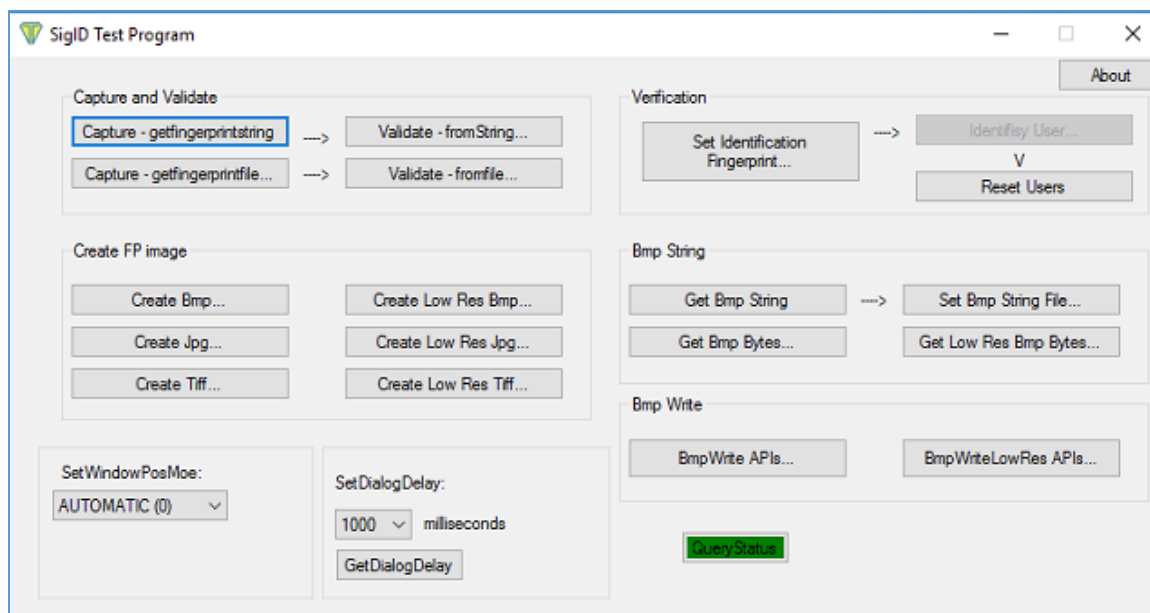 SigID Test Program
About
Capture and Validate
Capture - getfingerprintstring
---->
Validate - fromString...
Capture - getfingerprintfile...
---->
Validate - fromfile...
Verification
Set Identification
Fingerprint...
---->
Identifisy User...
V
Reset Users
Create FP image
Create Bmp...
Create Low Res Bmp...
Create Jpg...
Create Low Res Jpg...
Create Tiff...
Create Low Res Tiff...
Bmp String
Get Bmp String
---->
Set Bmp String File...
Get Bmp Bytes...
Get Low Res Bmp Bytes...
Bmp Write
BmpWrite APIs...
BmpWriteLowRes APIs...
SetWindowPosMoe:
AUTOMATIC (0)
SetDialogDelay:
1000
milliseconds
GetDialogDelay
QueryStatus